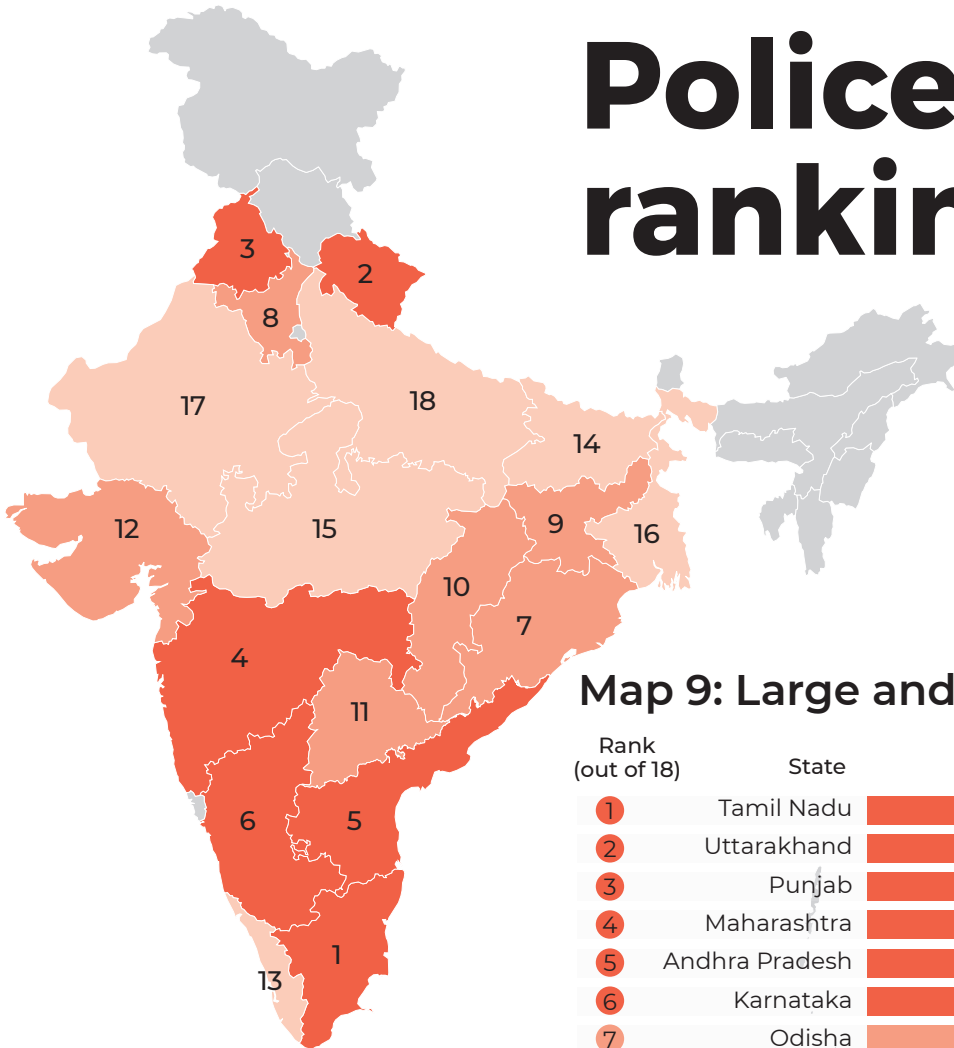 Police
rankin
3
2
8
17
18
14
12
15
9
16
10
7
4
11
6
5
1
13
Map 9: Large and
Rank
(out of 18)
State
1 Tamil Nadu
2 Uttarakhand
3 Punjab
4 Maharashtra
5 Andhra Pradesh
6 Karnataka
7 Odisha